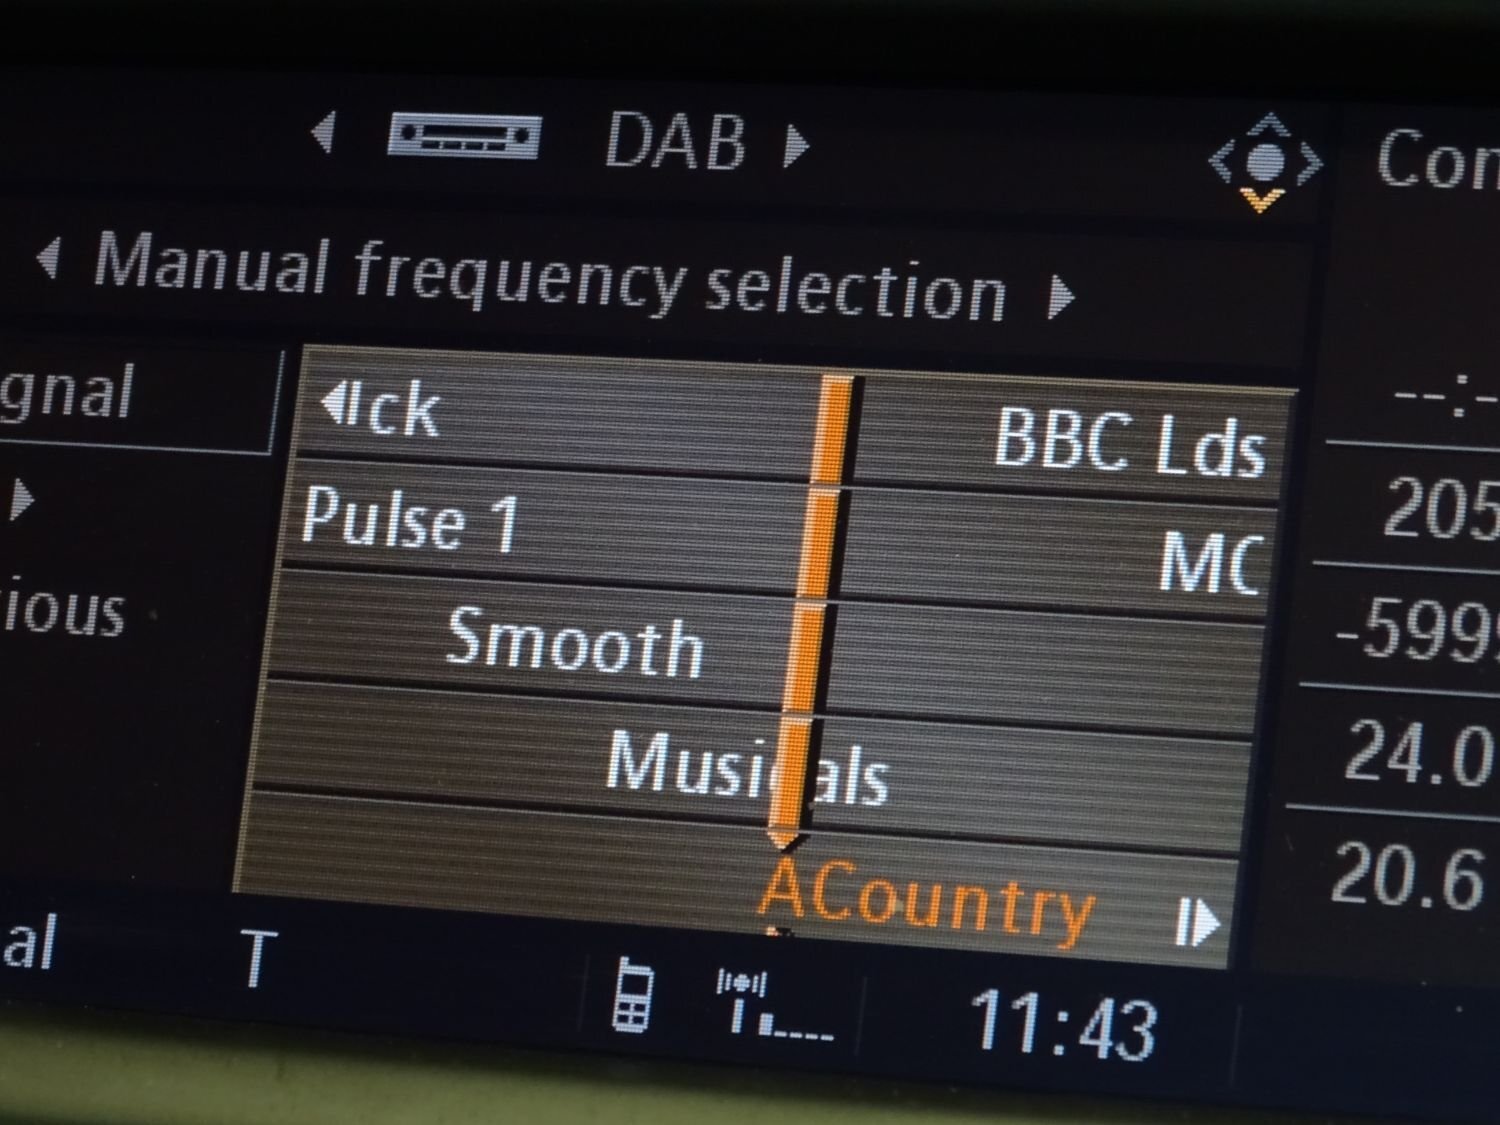 DAB
Con
Manual frequency selection
gnal
ck
BBC Lds
--:-
Pulse 1
MC
205
ious
Smooth
-5999
Musicals
24.0
ACountry
20.6
al
T
11:43